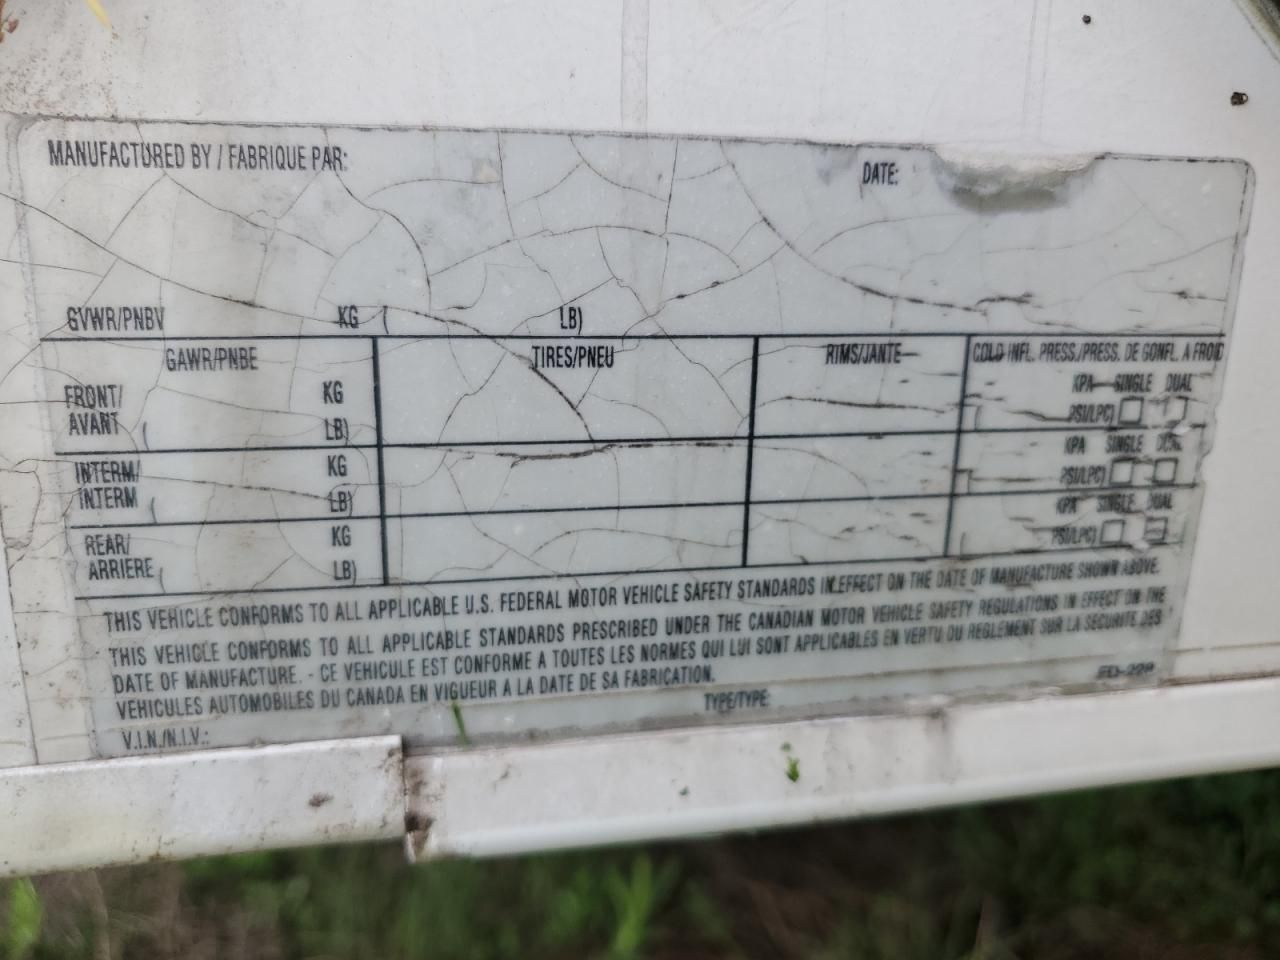 MANUFACTURED BY / FABRIQUE PAR: DATE:
GVWR/PNBV KG ( LB)
GAWR/PNBE TIRES/PNEU RIMS/JANTE COLD INFL. PRESS./PRESS. DE GONFL. A FROID
FRONT/ KG KPA SINGLE DUAL
AVANT ( LB) ( PSI/LPC)
INTERM/ KG KPA SINGLE DUAL
INTERM ( LB) ( PSI/LPC)
REAR/ KG KPA SINGLE DUAL
ARRIERE ( LB) ( PSI/LPC)
THIS VEHICLE CONFORMS TO ALL APPLICABLE U.S. FEDERAL MOTOR VEHICLE SAFETY STANDARDS IN EFFECT ON THE DATE OF MANUFACTURE SHOWN ABOVE.
THIS VEHICLE CONFORMS TO ALL APPLICABLE STANDARDS PRESCRIBED UNDER THE CANADIAN MOTOR VEHICLE SAFETY REGULATIONS IN EFFECT ON THE
DATE OF MANUFACTURE. - CE VEHICULE EST CONFORME A TOUTES LES NORMES QUI LUI SONT APPLICABLES EN VERTU DU REGLEMENT SUR LA SECURITE DES
VEHICULES AUTOMOBILES DU CANADA EN VIGUEUR A LA DATE DE SA FABRICATION.
V.I.N./N.I.V.: TYPE/TYPE: